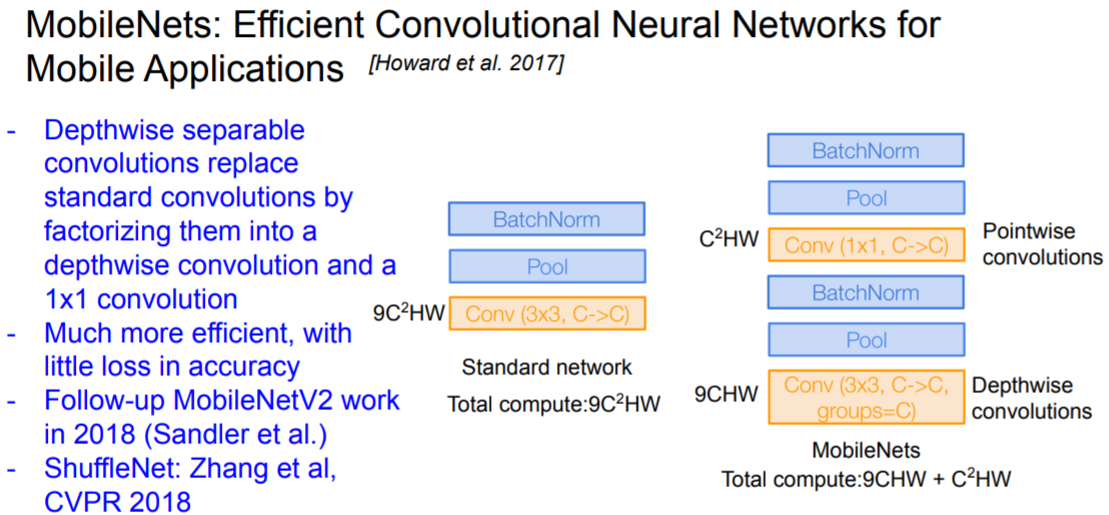 MobileNets: Efficient Convolutional Neural Networks for
Mobile Applications [Howard et al. 2017]
- Depthwise separable
convolutions replace
standard convolutions by
factorizing them into a
depthwise convolution and a
1x1 convolution
- Much more efficient, with
little loss in accuracy
- Follow-up MobileNetV2 work
in 2018 (Sandler et al.)
- ShuffleNet: Zhang et al,
CVPR 2018
BatchNorm
Pool
9C²HW Conv (3x3, C->C)
Standard network
Total compute:9C²HW
BatchNorm
Pool
C²HW Conv (1x1, C->C) Pointwise
convolutions
BatchNorm
Pool
9CHW Conv (3x3, C->C, Depthwise
groups=C) convolutions
MobileNets
Total compute:9CHW + C²HW